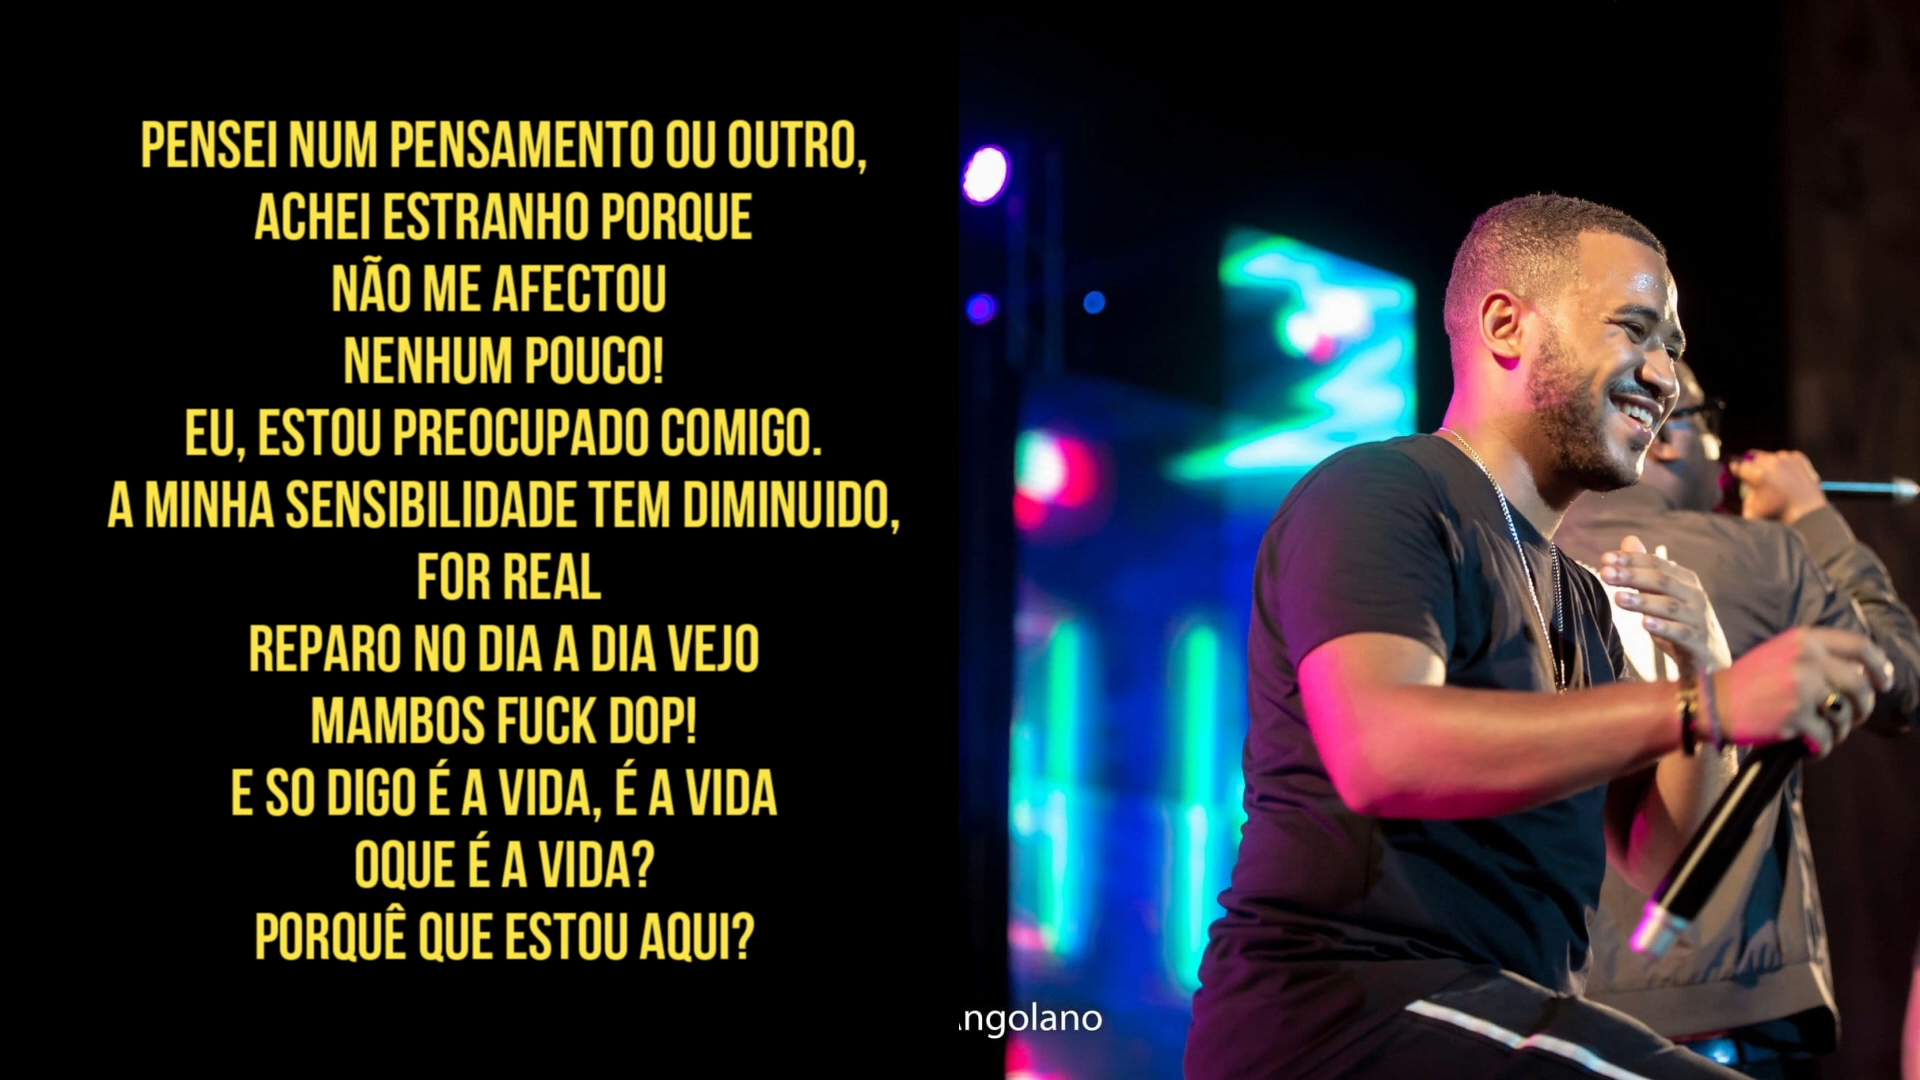 PENSEI NUM PENSAMENTO OU OUTRO,
ACHEI ESTRANHO PORQUE
NÃO ME AFECTOU
NENHUM POUCO!
EU, ESTOU PREOCUPADO COMIGO.
A MINHA SENSIBILIDADE TEM DIMINUIDO,
FOR REAL
REPARO NO DIA A DIA VEJO
MAMBOS FUCK DOP!
E SO DIGO É A VIDA, É A VIDA
OQUE É A VIDA?
PORQUÊ QUE ESTOU AQUI?
ngolano